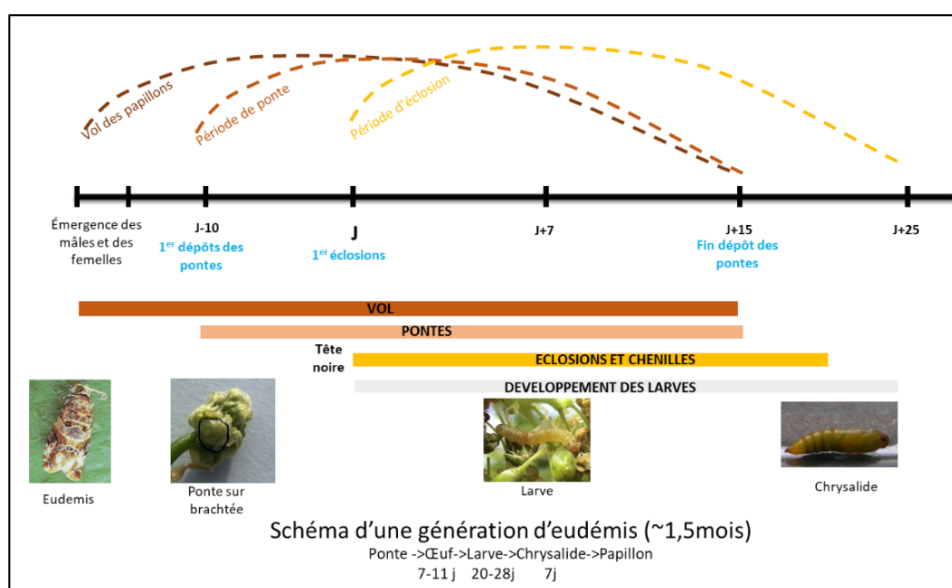 Vol des papillons
Période de ponte
Période d'éclosion
Émergence des
mâles et des
femelles
J-10
1er dépôts des
pontes
J
1er éclosions
J+7
J+15
Fin dépôt des
pontes
J+25
VOL
PONTES
Tête
noire
ECLOSIONS ET CHENILLES
DEVELOPPEMENT DES LARVES
Eudemis
Ponte sur
brachtée
Larve
Chrysalide
Schéma d'une génération d'eudémis (~1,5mois)
Ponte ->Œuf->Larve->Chrysalide->Papillon
7-11 j 20-28j 7j